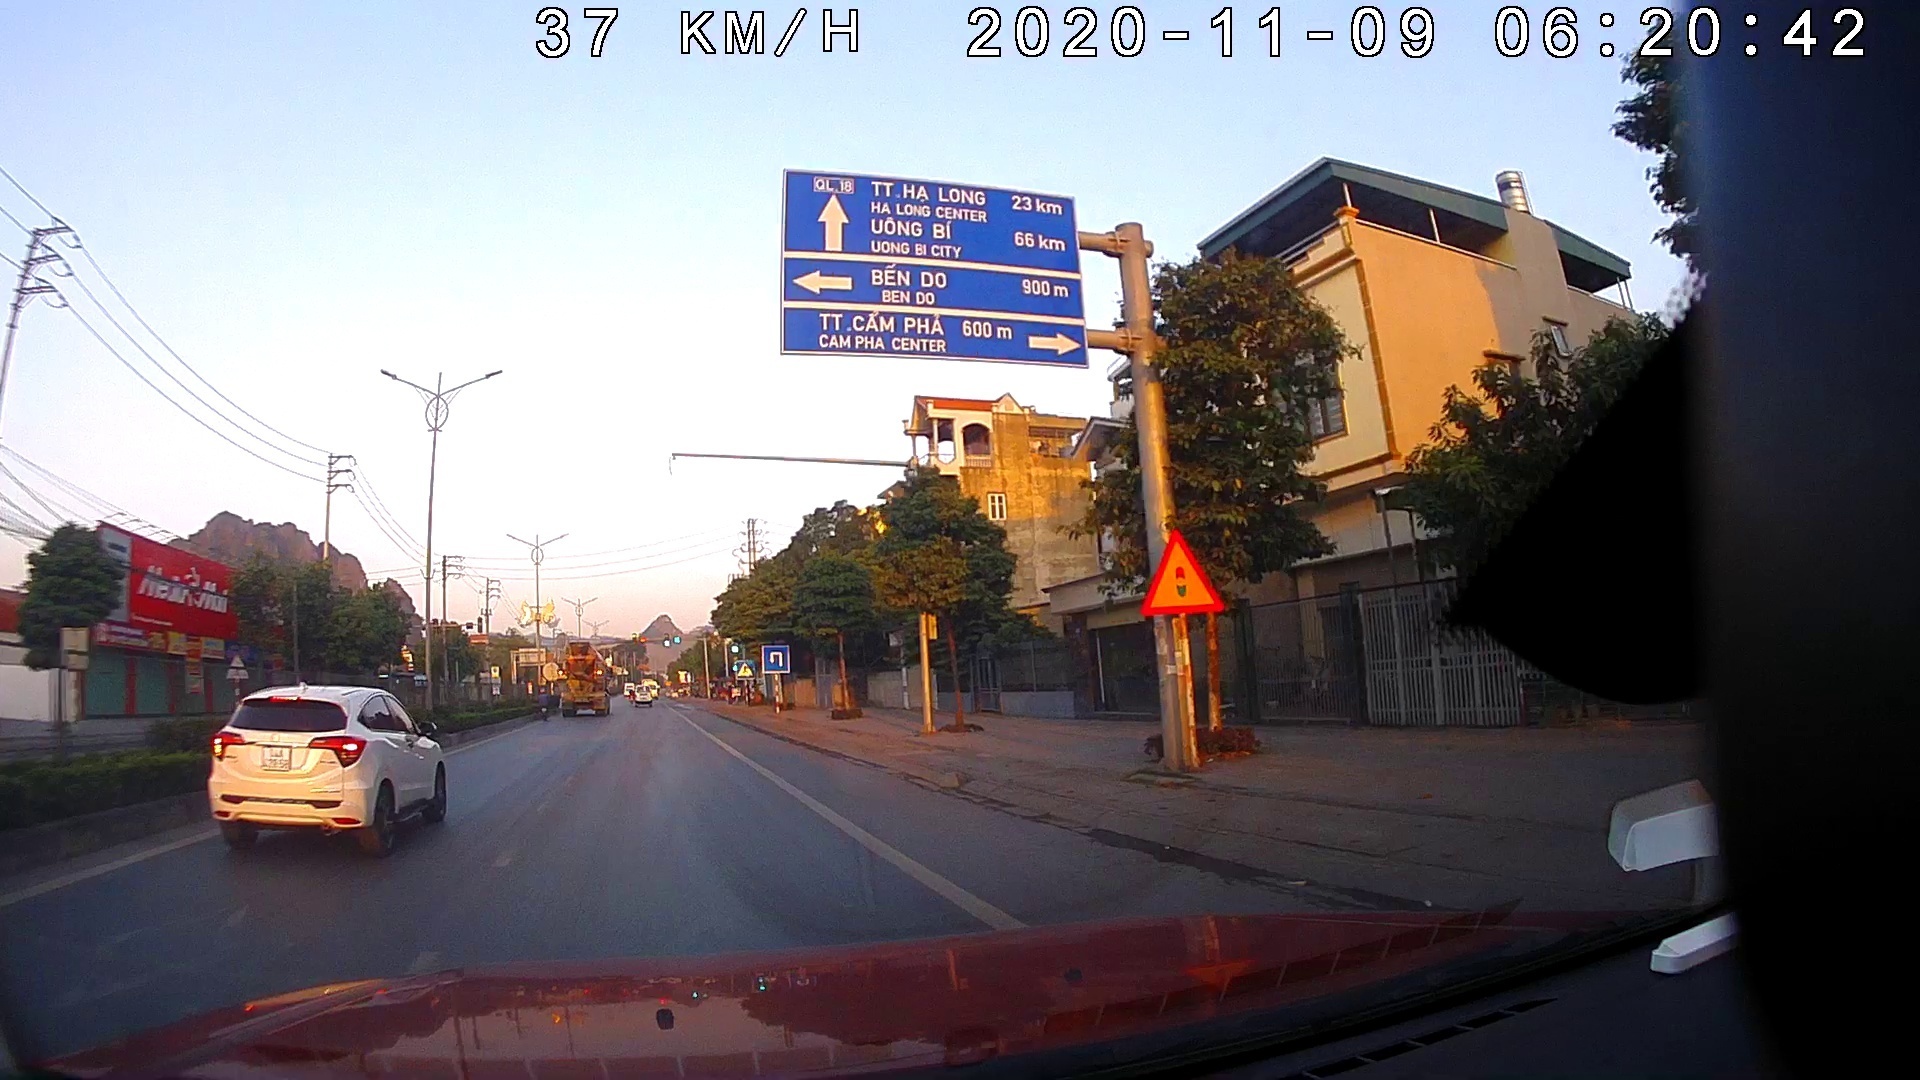 37 KM/H 2020-11-09 06:20:42
QL.18
TT.HẠ LONG 23 km
HA LONG CENTER
UÔNG BÍ 66 km
UONG BI CITY
BẾN DO 900 m
BEN DO
TT.CẨM PHẢ 600 m
CAM PHA CENTER